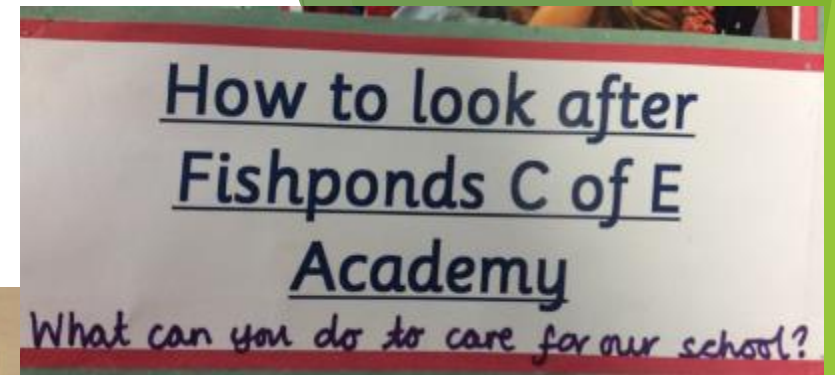 How to look after
Fishponds C of E
Academy
What can you do to care for our school?